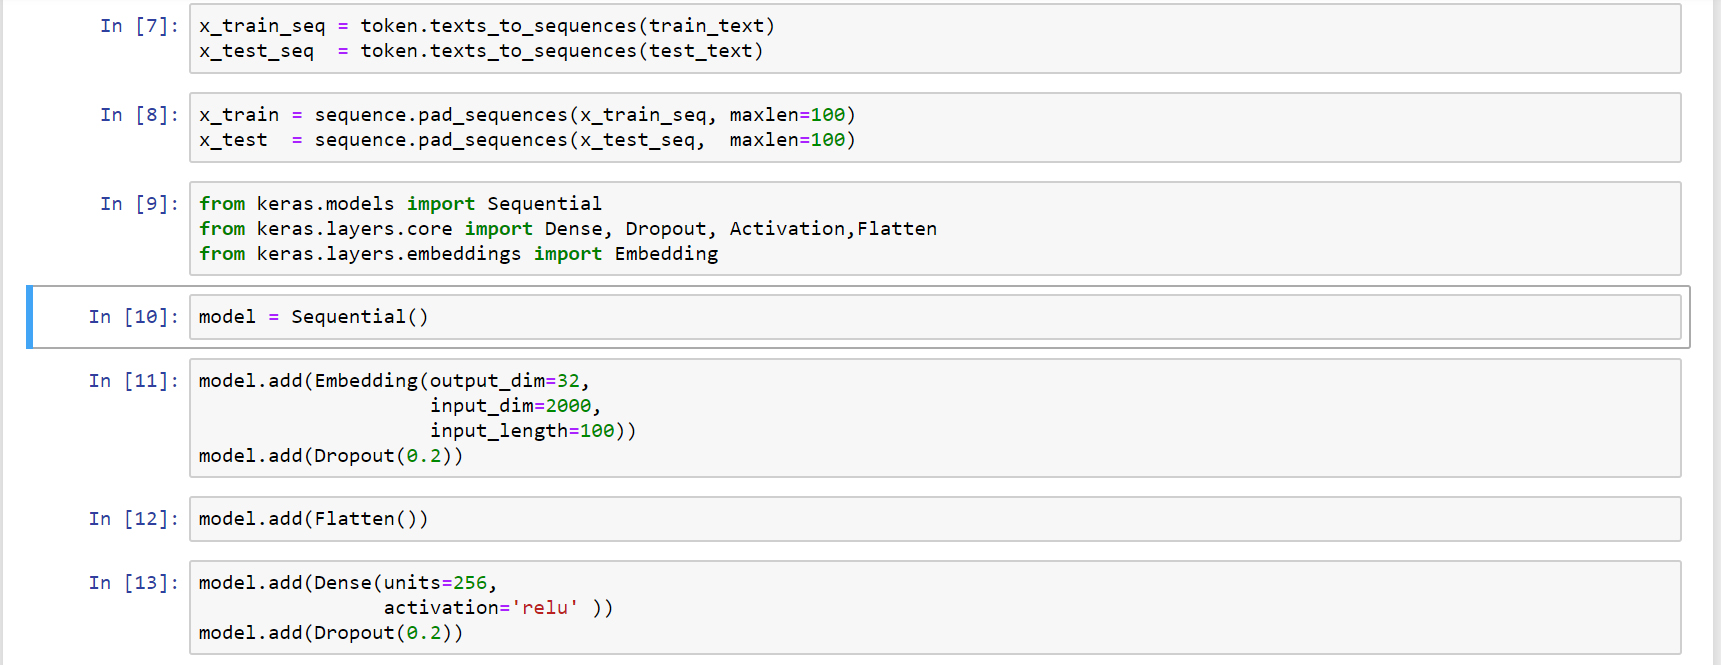 In [7]: x_train_seq = token.texts_to_sequences(train_text)
x_test_seq  = token.texts_to_sequences(test_text)
In [8]: x_train = sequence.pad_sequences(x_train_seq, maxlen=100)
x_test  = sequence.pad_sequences(x_test_seq,  maxlen=100)
In [9]: from keras.models import Sequential
from keras.layers.core import Dense, Dropout, Activation,Flatten
from keras.layers.embeddings import Embedding
In [10]: model = Sequential()
In [11]: model.add(Embedding(output_dim=32,
                    input_dim=2000,
                    input_length=100))
model.add(Dropout(0.2))
In [12]: model.add(Flatten())
In [13]: model.add(Dense(units=256,
                activation='relu' ))
model.add(Dropout(0.2))